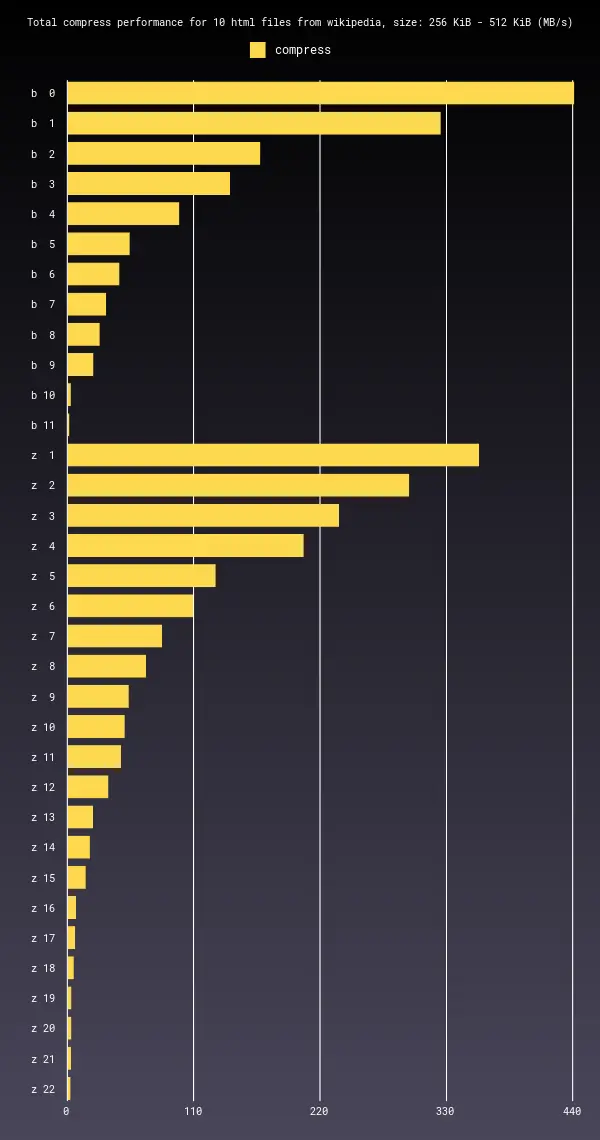 Total compress performance for 10 html files from wikipedia, size: 256 KiB - 512 KiB (MB/s)
compress
b 0
b 1
b 2
b 3
b 4
b 5
b 6
b 7
b 8
b 9
b 10
b 11
z 1
z 2
z 3
z 4
z 5
z 6
z 7
z 8
z 9
z 10
z 11
z 12
z 13
z 14
z 15
z 16
z 17
z 18
z 19
z 20
z 21
z 22
0 110 220 330 440